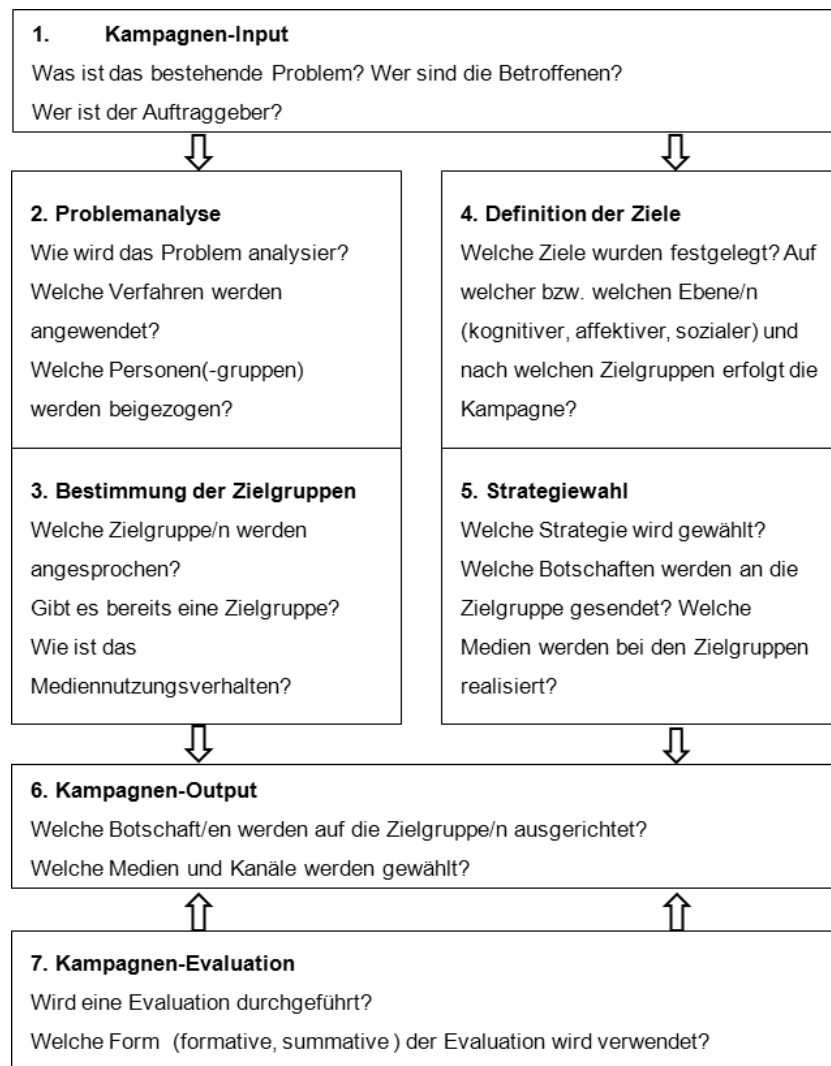 1. Kampagnen-Input
Was ist das bestehende Problem? Wer sind die Betroffenen?
Wer ist der Auftraggeber?
2. Problemanalyse
Wie wird das Problem analysier?
Welche Verfahren werden
angewendet?
Welche Personen(-gruppen)
werden beigezogen?
3. Bestimmung der Zielgruppen
Welche Zielgruppe/n werden
angesprochen?
Gibt es bereits eine Zielgruppe?
Wie ist das
Mediennutzungsverhalten?
4. Definition der Ziele
Welche Ziele wurden festgelegt? Auf
welcher bzw. welchen Ebene/n
(kognitiver, affektiver, sozialer) und
nach welchen Zielgruppen erfolgt die
Kampagne?
5. Strategiewahl
Welche Strategie wird gewählt?
Welche Botschaften werden an die
Zielgruppe gesendet? Welche
Medien werden bei den Zielgruppen
realisiert?
6. Kampagnen-Output
Welche Botschaft/en werden auf die Zielgruppe/n ausgerichtet?
Welche Medien und Kanäle werden gewählt?
7. Kampagnen-Evaluation
Wird eine Evaluation durchgeführt?
Welche Form (formative, summative ) der Evaluation wird verwendet?